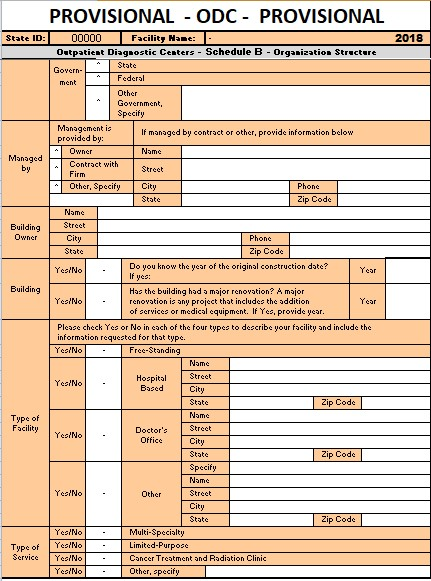 PROVISIONAL - ODC - PROVISIONAL
State ID: 00000 Facility Name: - 2018
Outpatient Diagnostic Centers - Schedule B - Organization Structure
Govern-
ment
^ State
Federal
^ Other
Government,
Specify
Managed
by
Management is
provided by:
If managed by contract or other, provide information below
^ Owner Name
^ Contract with
Firm
Street
^ Other, Specify City Phone
State Zip Code
Building
Owner
Name
Street
City Phone
State Zip Code
Building
Yes/No - Do you know the year of the original construction date?
If yes:
Year
Yes/No - Has the building had a major renovation? A major
renovation is any project that includes the addition
of services or medical equipment. If Yes, provide year.
Year
Type of
Facility
Please check Yes or No in each of the four types to describe your facility and include the
information requested for that type.
Yes/No - Free-Standing
Yes/No - Hospital
Based
Name
Street
City
State Zip Code
Yes/No - Doctor's
Office
Name
Street
City
State Zip Code
Yes/No - Other
Specify
Name
Street
City
State Zip Code
Type of
Service
Yes/No - Multi-Specialty
Yes/No - Limited-Purpose
Yes/No - Cancer Treatment and Radiation Clinic
Yes/No - Other, specify